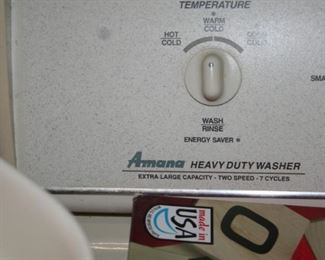 TEMPERATURE
WARM
COLD
HOT
COLD
COLD
SMA
WASH
RINSE
ENERGY SAVER
Amana HEAVY DUTY WASHER
EXTRA LARGE CAPACITY - TWO SPEED - 7 CYCLES
made in
USA